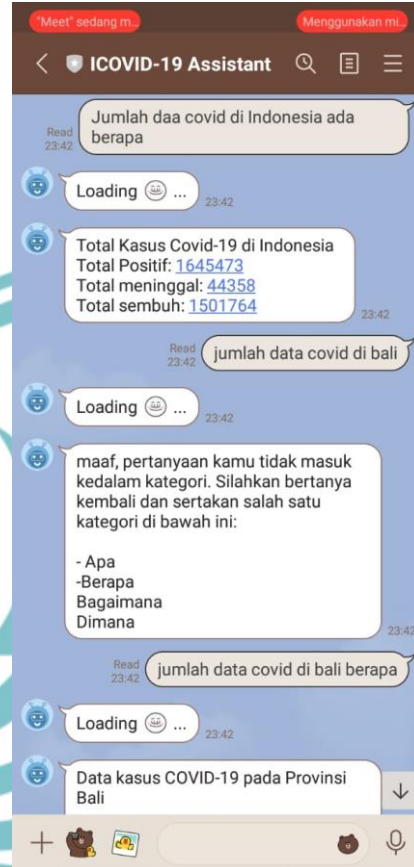 "Meet" sedang m...
Menggunakan mi...
ICOVID-19 Assistant
Jumlah daa covid di Indonesia ada
berapa
Read
23:42
Loading ...
23:42
Total Kasus Covid-19 di Indonesia
Total Positif: 1645473
Total meninggal: 44358
Total sembuh: 1501764
23:42
Read
23:42
jumlah data covid di bali
Loading ...
23:42
maaf, pertanyaan kamu tidak masuk
kedalam kategori. Silahkan bertanya
kembali dan sertakan salah satu
kategori di bawah ini:
- Apa
-Berapa
Bagaimana
Dimana
23:42
Read
23:42
jumlah data covid di bali berapa
Loading ...
23:42
Data kasus COVID-19 pada Provinsi
Bali